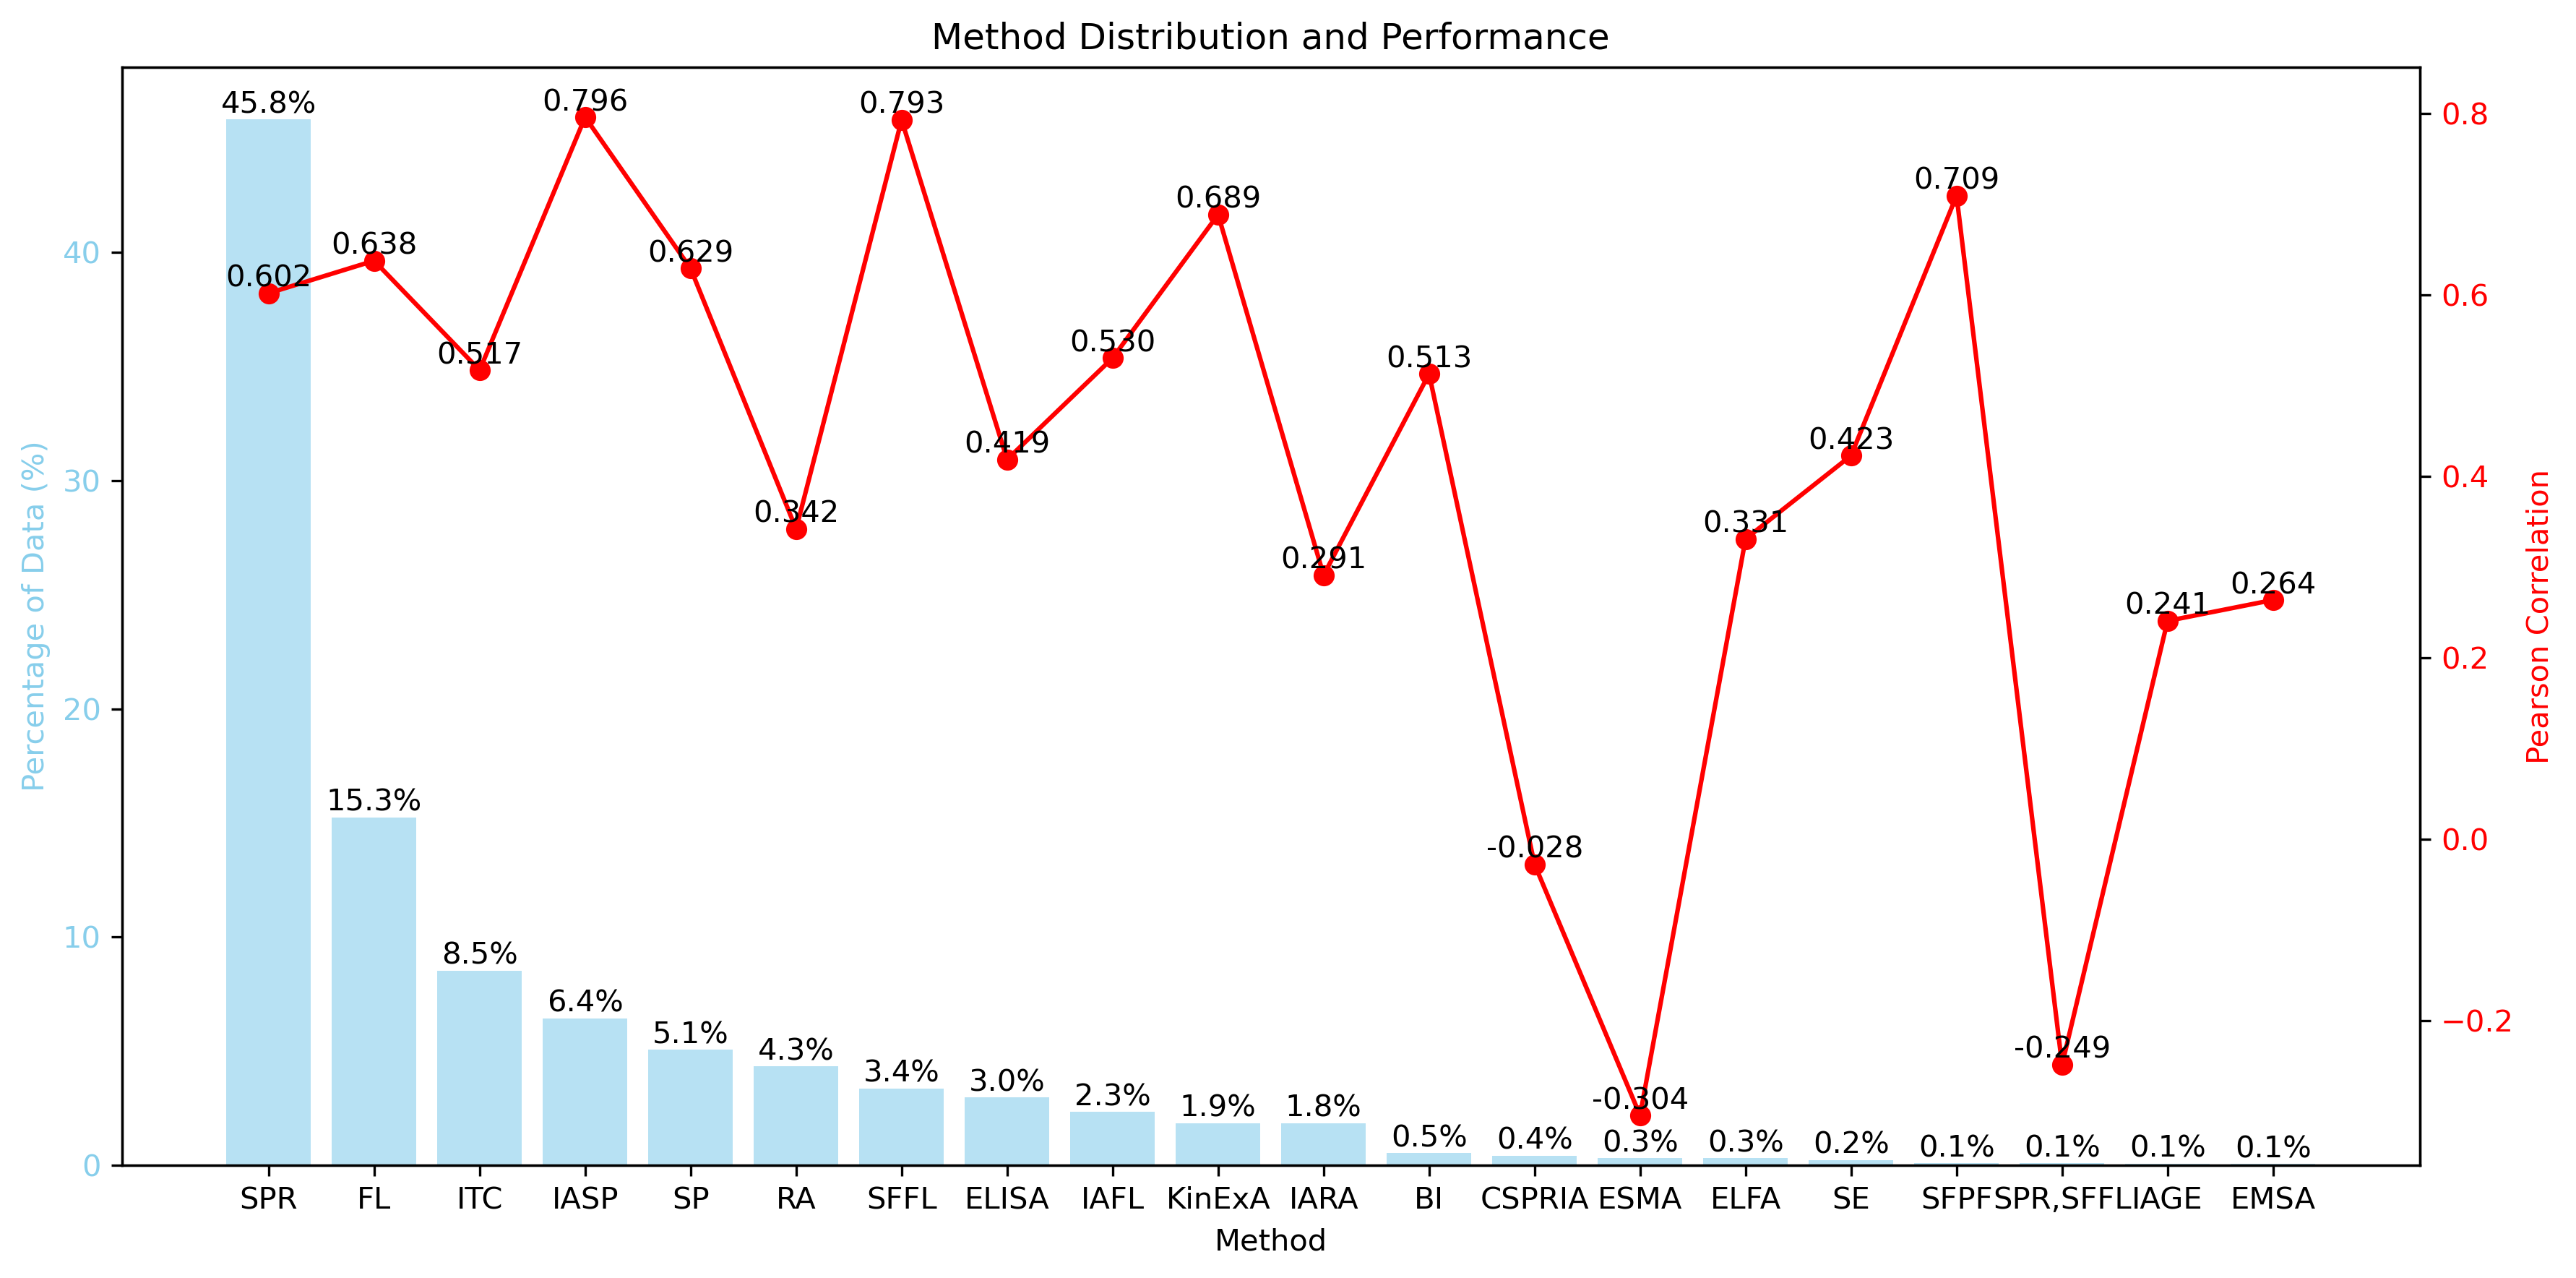 Method Distribution and Performance
45.8% 0.796 0.793
0.689 0.709
0.602 0.638 0.629
0.517 0.530 0.513
0.419 0.423
0.342 0.331
0.291 0.241 0.264
15.3% -0.028
8.5%
6.4% -0.249
5.1% 4.3% 3.4% 3.0% 2.3% 1.9% 1.8% -0.304
0.5% 0.4% 0.3% 0.3% 0.2% 0.1% 0.1% 0.1% 0.1%
40
30
20
10
0
Percentage of Data (%)
0.8
0.6
0.4
0.2
0.0
−0.2
Pearson Correlation
SPR FL ITC IASP SP RA SFFL ELISA IAFL KinExA IARA BI CSPRIA ESMA ELFA SE SFPF SPR,SFFL IAGE EMSA
Method